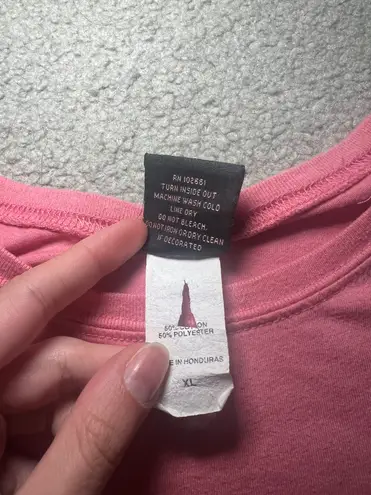 RN 102551
TURN INSIDE OUT
MACHINE WASH COLD
LINE DRY
DO NOT BLEACH.
DO NOT IRON OR DRY CLEAN
IF DECORATED
50% COTTON
50% POLYESTER
E IN HONDURAS
XL